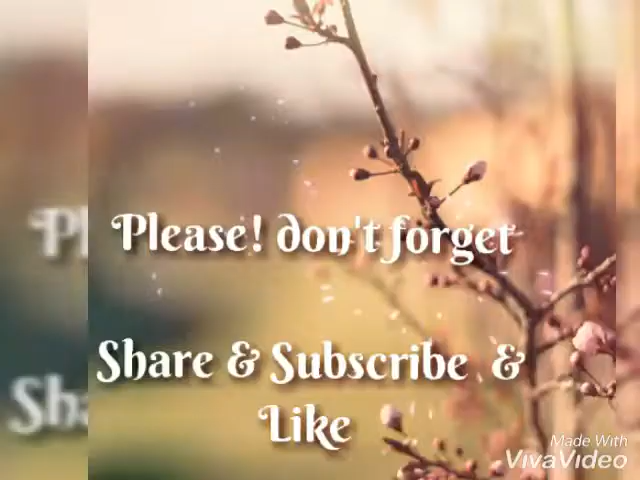 Please! don't forget
Share & Subscribe &
Like
Made With
VivaVideo